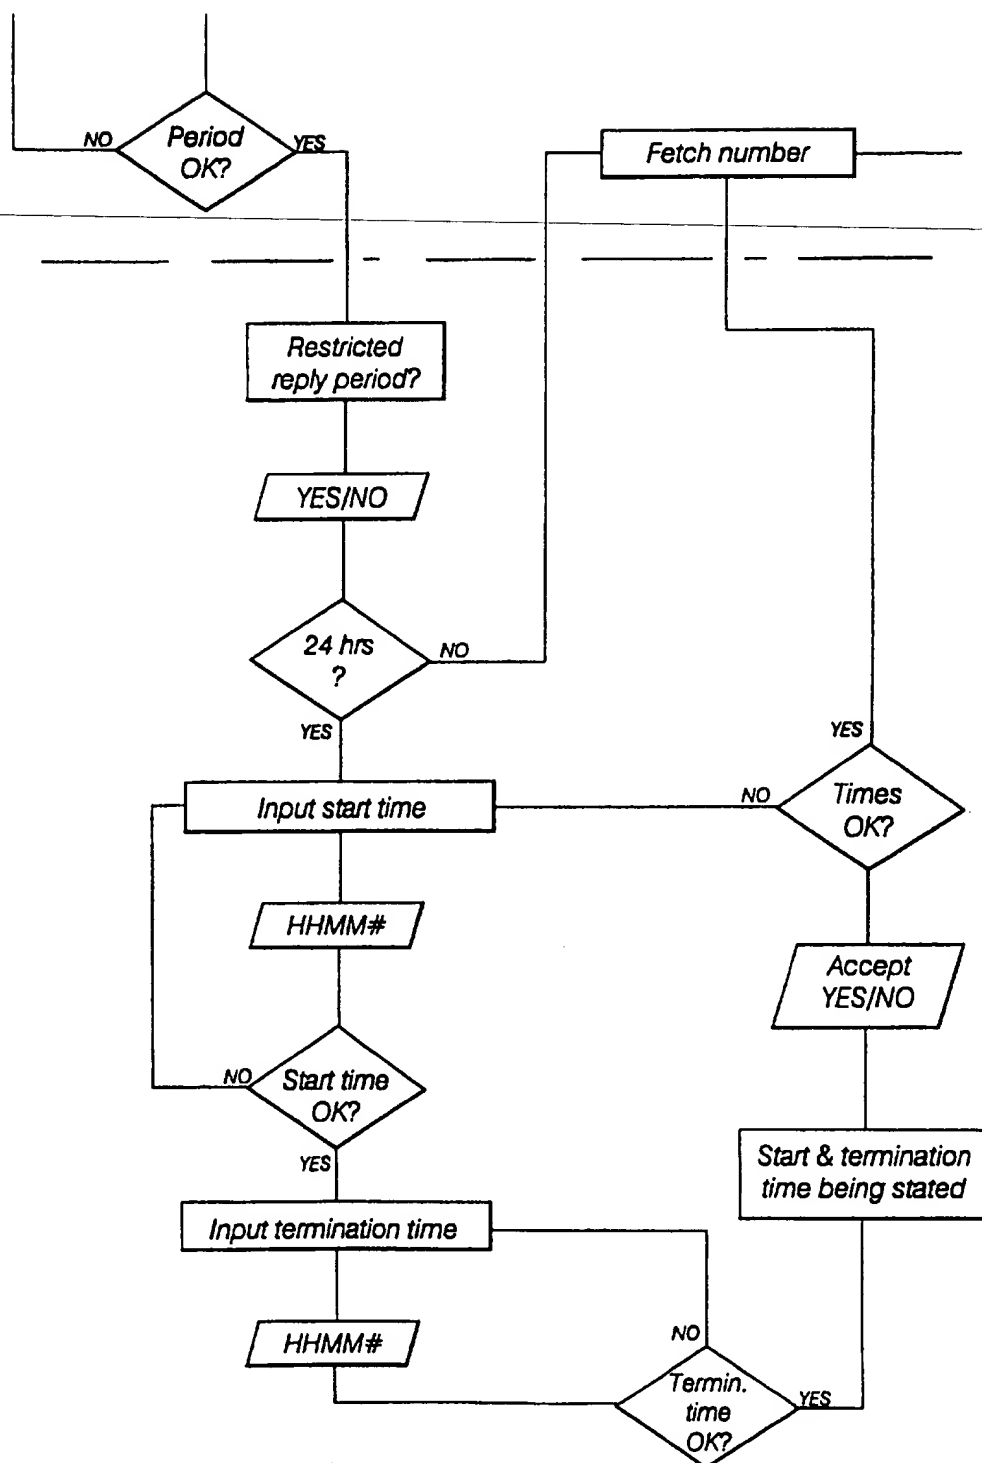 Period
OK?
NO
YES
Fetch number
Restricted
reply period?
YES/NO
24 hrs
?
NO
YES
Input start time
NO
YES
Times
OK?
HHMM#
Accept
YES/NO
Start time
OK?
NO
YES
Start & termination
time being stated
Input termination time
HHMM#
NO
Termin.
time
OK?
YES